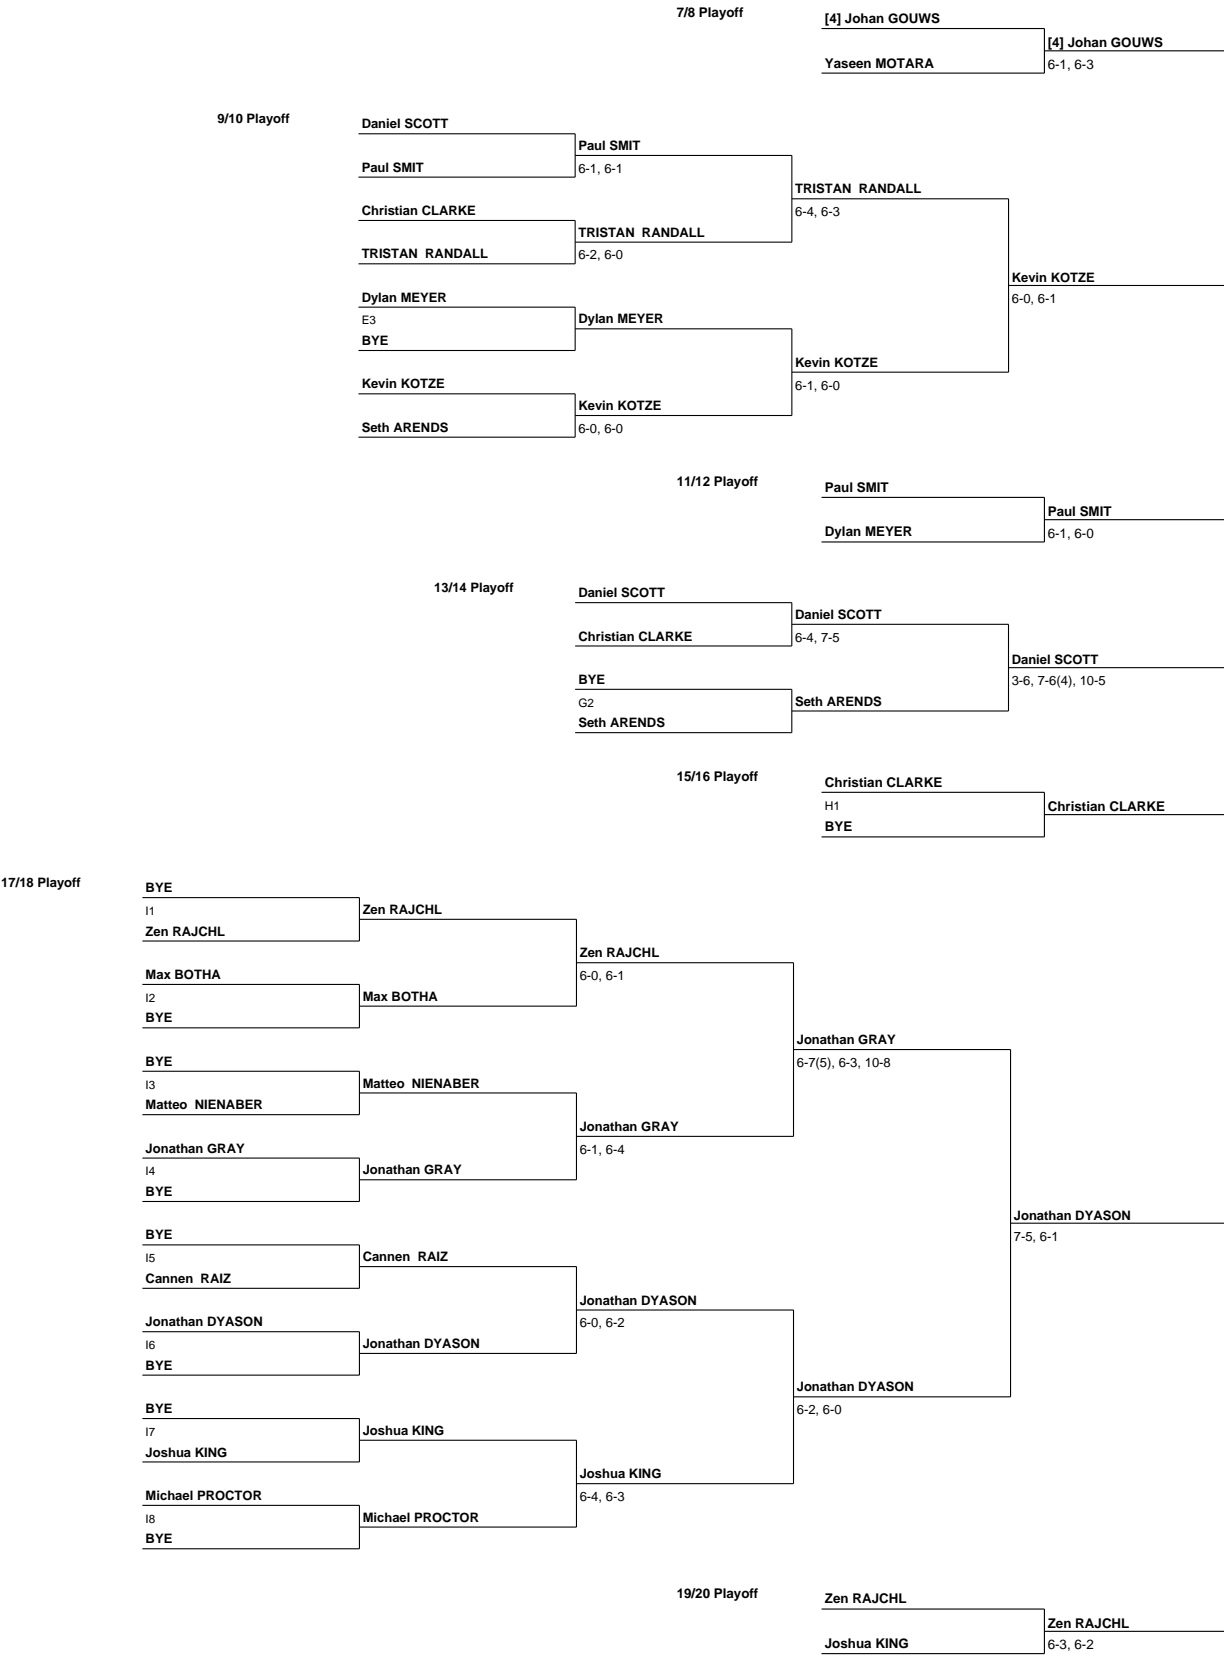 7/8 Playoff
[4] Johan GOUWS
[4] Johan GOUWS
Yaseen MOTARA
6-1, 6-3
9/10 Playoff
Daniel SCOTT
Paul SMIT
Paul SMIT
6-1, 6-1
TRISTAN RANDALL
Christian CLARKE
6-4, 6-3
TRISTAN RANDALL
TRISTAN RANDALL
6-2, 6-0
Kevin KOTZE
Dylan MEYER
6-0, 6-1
E3
Dylan MEYER
BYE
Kevin KOTZE
Kevin KOTZE
6-1, 6-0
Kevin KOTZE
Seth ARENDS
6-0, 6-0
11/12 Playoff
Paul SMIT
Paul SMIT
Dylan MEYER
6-1, 6-0
13/14 Playoff
Daniel SCOTT
Daniel SCOTT
Christian CLARKE
6-4, 7-5
Daniel SCOTT
BYE
3-6, 7-6(4), 10-5
G2
Seth ARENDS
Seth ARENDS
15/16 Playoff
Christian CLARKE
H1
Christian CLARKE
BYE
17/18 Playoff
BYE
I1
Zen RAJCHL
Zen RAJCHL
Zen RAJCHL
Max BOTHA
6-0, 6-1
I2
Max BOTHA
BYE
Jonathan GRAY
BYE
6-7(5), 6-3, 10-8
I3
Matteo NIENABER
Matteo NIENABER
Jonathan GRAY
Jonathan GRAY
6-1, 6-4
I4
Jonathan GRAY
BYE
Jonathan DYASON
BYE
7-5, 6-1
I5
Cannen RAIZ
Cannen RAIZ
Jonathan DYASON
Jonathan DYASON
6-0, 6-2
I6
Jonathan DYASON
BYE
Jonathan DYASON
BYE
6-2, 6-0
I7
Joshua KING
Joshua KING
Joshua KING
Michael PROCTOR
6-4, 6-3
I8
Michael PROCTOR
BYE
19/20 Playoff
Zen RAJCHL
Zen RAJCHL
Joshua KING
6-3, 6-2